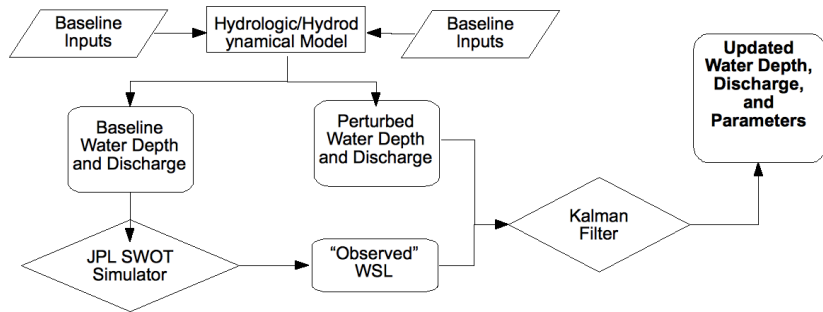 Baseline
Inputs
Hydrologic/Hydrod
ynamical Model
Baseline
Inputs
Updated
Water Depth,
Discharge,
and
Parameters
Baseline
Water Depth
and Discharge
Perturbed
Water Depth
and Discharge
Kalman
Filter
JPL SWOT
Simulator
“Observed”
WSL